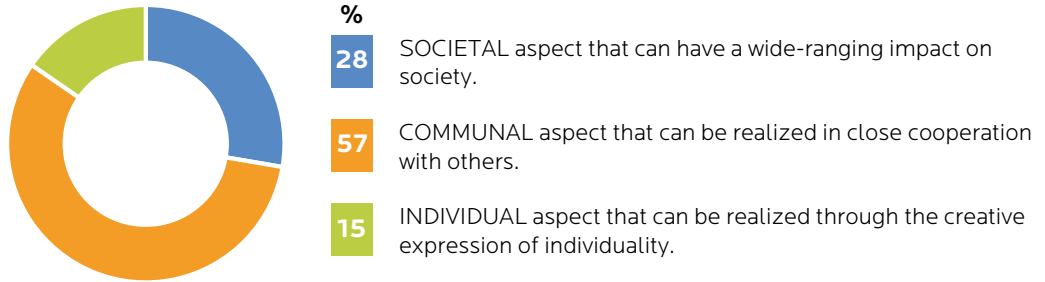 %
28 SOCIETAL aspect that can have a wide-ranging impact on
society.
57 COMMUNAL aspect that can be realized in close cooperation
with others.
15 INDIVIDUAL aspect that can be realized through the creative
expression of individuality.